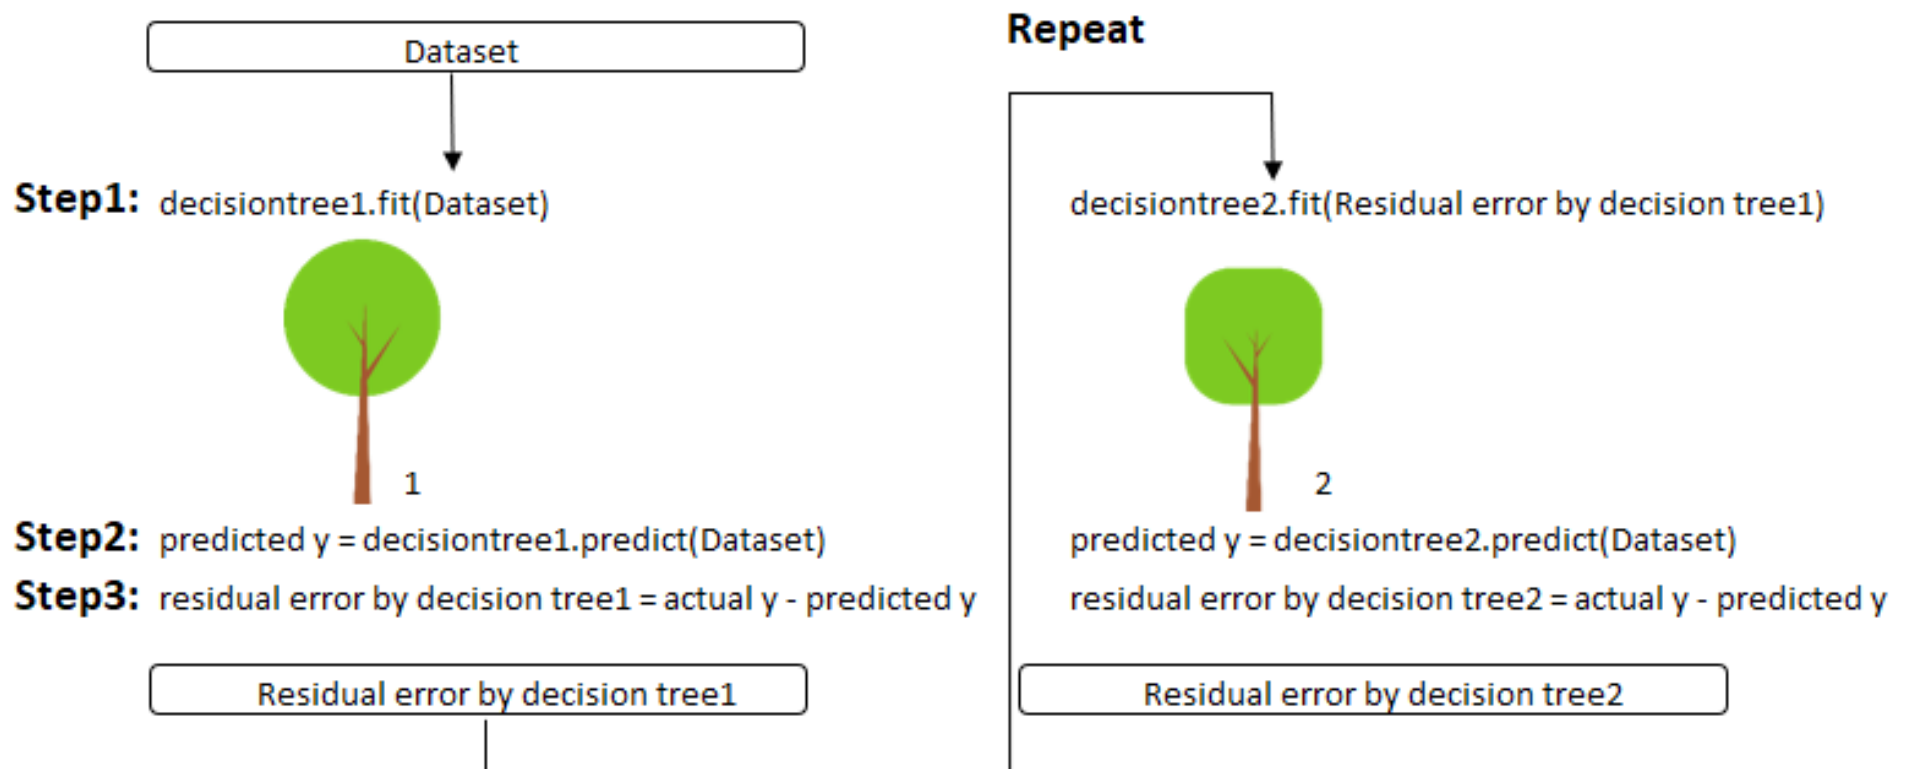 Dataset
Step1: decisiontree1.fit(Dataset)
1
Step2: predicted y = decisiontree1.predict(Dataset)
Step3: residual error by decision tree1 = actual y - predicted y
Residual error by decision tree1
Repeat
decisiontree2.fit(Residual error by decision tree1)
2
predicted y = decisiontree2.predict(Dataset)
residual error by decision tree2 = actual y - predicted y
Residual error by decision tree2